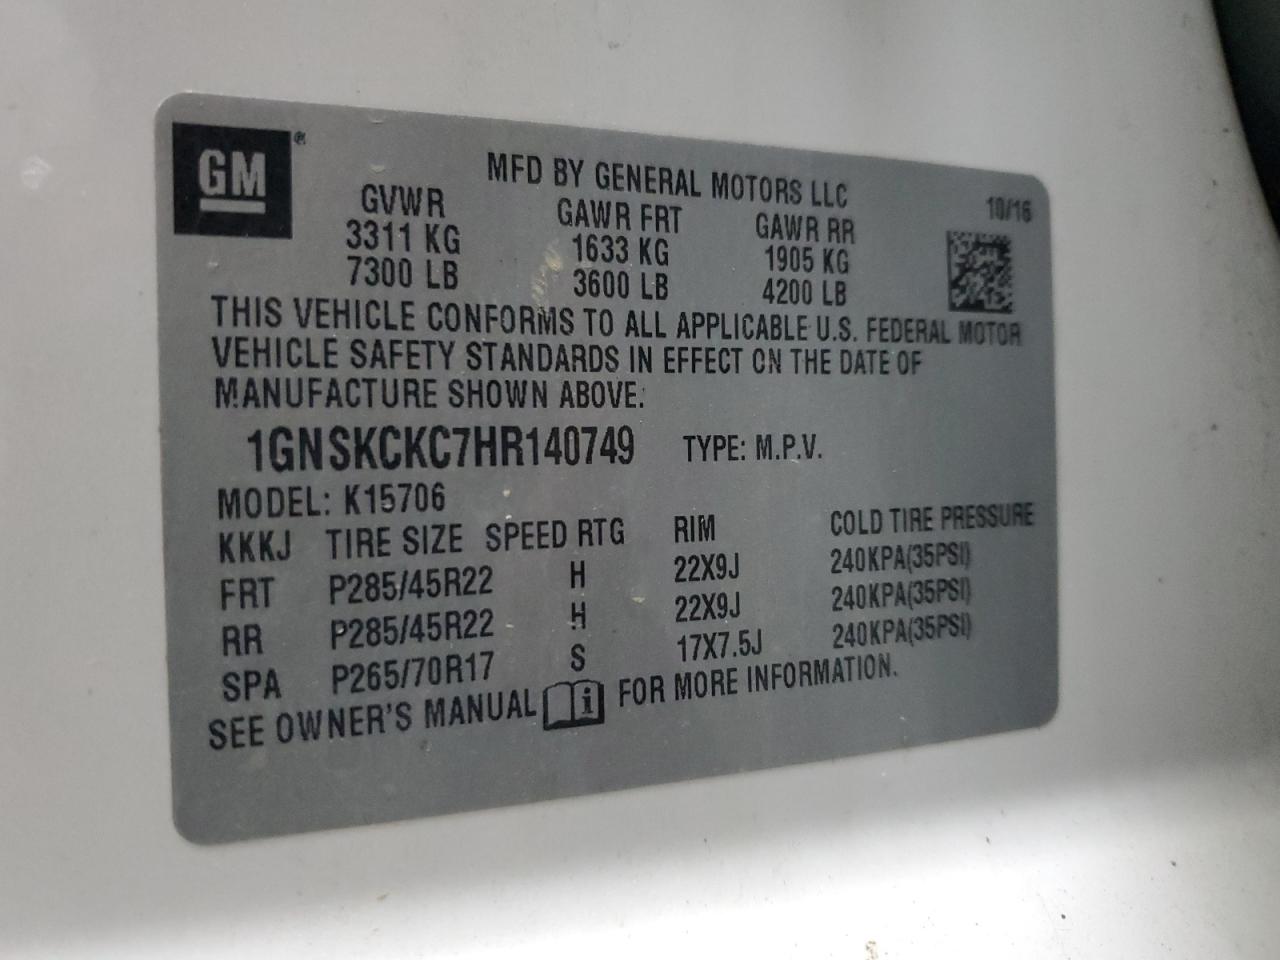 GM ®
MFD BY GENERAL MOTORS LLC
10/16
GVWR GAWR FRT GAWR RR
3311 KG 1633 KG 1905 KG
7300 LB 3600 LB 4200 LB
THIS VEHICLE CONFORMS TO ALL APPLICABLE U.S. FEDERAL MOTOR
VEHICLE SAFETY STANDARDS IN EFFECT ON THE DATE OF
MANUFACTURE SHOWN ABOVE:
1GNSKCKC7HR140749 TYPE: M.P.V.
MODEL: K15706
KKKJ TIRE SIZE SPEED RTG RIM COLD TIRE PRESSURE
FRT P285/45R22 H 22X9J 240KPA(35PSI)
RR P285/45R22 H 22X9J 240KPA(35PSI)
SPA P265/70R17 S 17X7.5J 240KPA(35PSI)
SEE OWNER'S MANUAL i FOR MORE INFORMATION.